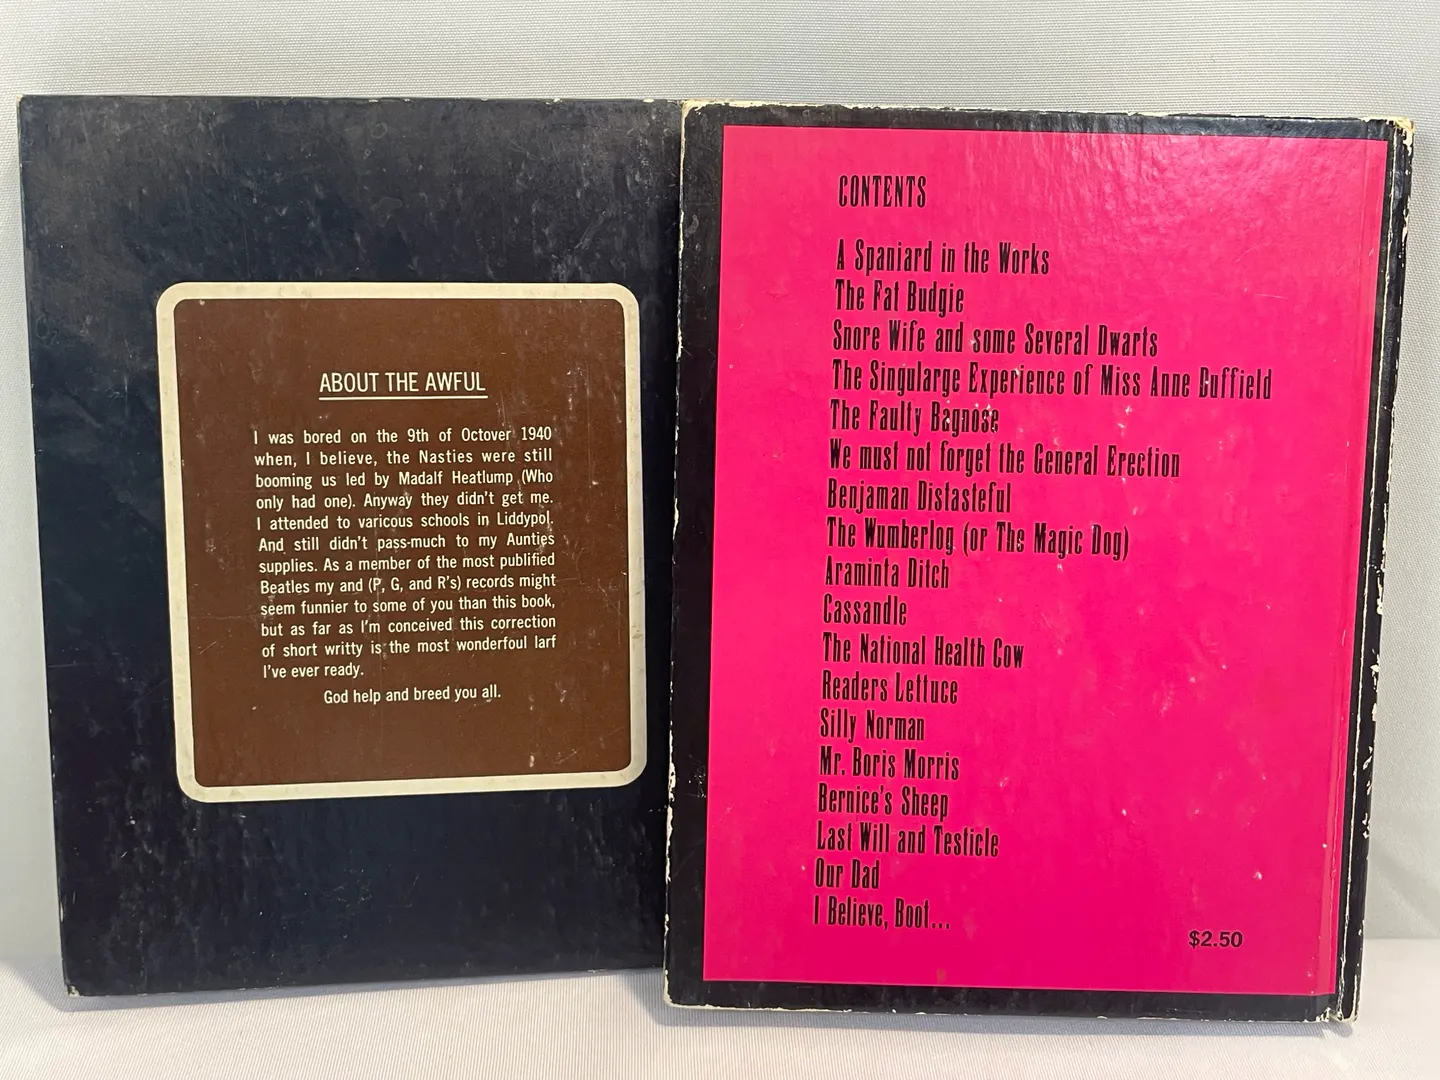 ABOUT THE AWFUL
I was bored on the 9th of Octover 1940
when, I believe, the Nasties were still
booming us led by Madalf Heatlump (Who
only had one). Anyway they didn't get me.
I attended to varicous schools in Liddypol.
And still didn't pass-much to my Aunties
supplies. As a member of the most publified
Beatles my and (P, G, and R's) records might
seem funnier to some of you than this book,
but as far as I'm conceived this correction
of short writty is the most wonderfoul larf
I've ever ready.
God help and breed you all.
CONTENTS
A Spaniard in the Works
The Fat Budgie
Snore Wife and some Several Dwarts
The Singularge Experience of Miss Anne Duffield
The Faulty Bagnose
We must not forget the General Erection
Benjaman Distasteful
The Wumberlog (or The Magic Dog)
Araminta Ditch
Cassandle
The National Health Cow
Readers Lettuce
Silly Norman
Mr. Boris Morris
Bernice's Sheep
Last Will and Testicle
Our Dad
I Believe, Boot...
$2.50